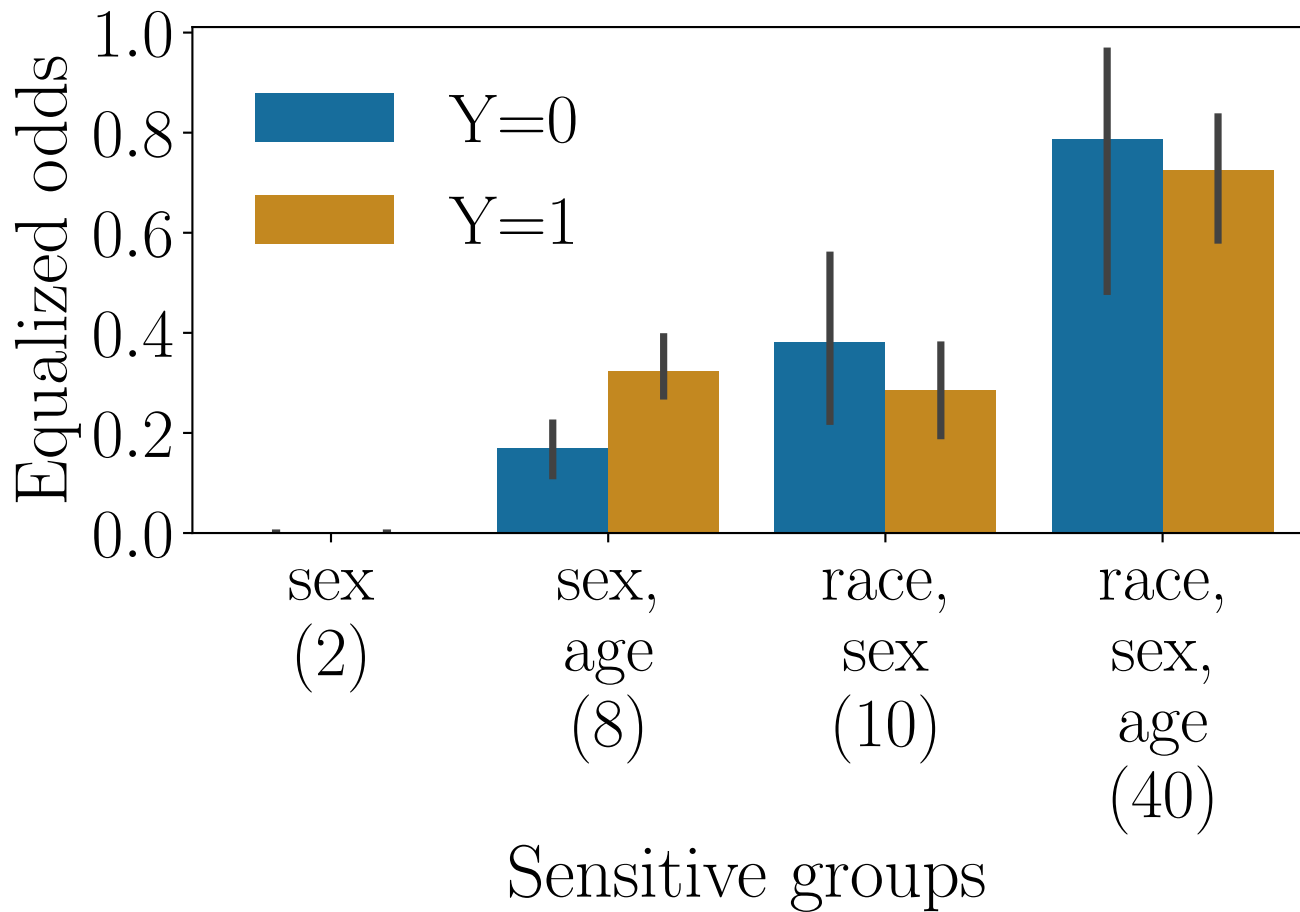 Equalized odds
1.0
0.8
0.6
0.4
0.2
0.0
Y=0
Y=1
sex
(2)
sex,
age
(8)
race,
sex
(10)
race,
sex,
age
(40)
Sensitive groups